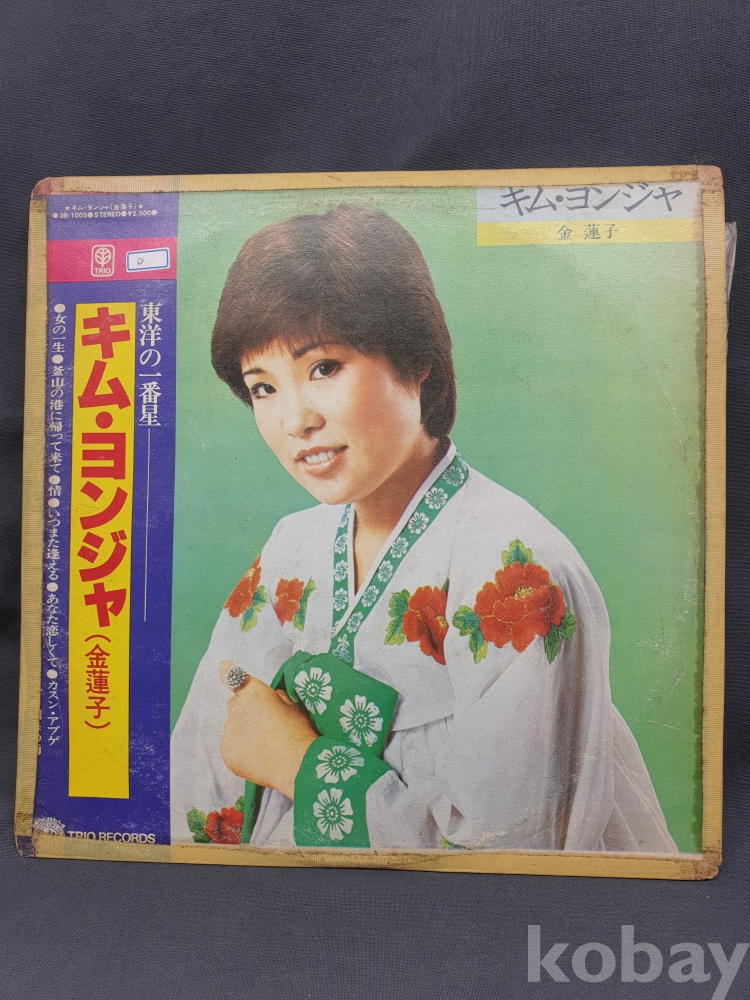 ★キム・ヨンジャ(金蓮子)★
●3B-1005●STEREO●¥2,500●
TRIO
東洋の一番星
キム・ヨンジャ
(金蓮子)
●女の一生●釜山の港に帰って来て●情●いつまた逢える●あなた恋しくて●カスン・アプゲ
TRIO RECORDS
キム・ヨンジャ
金 蓮子
kobay